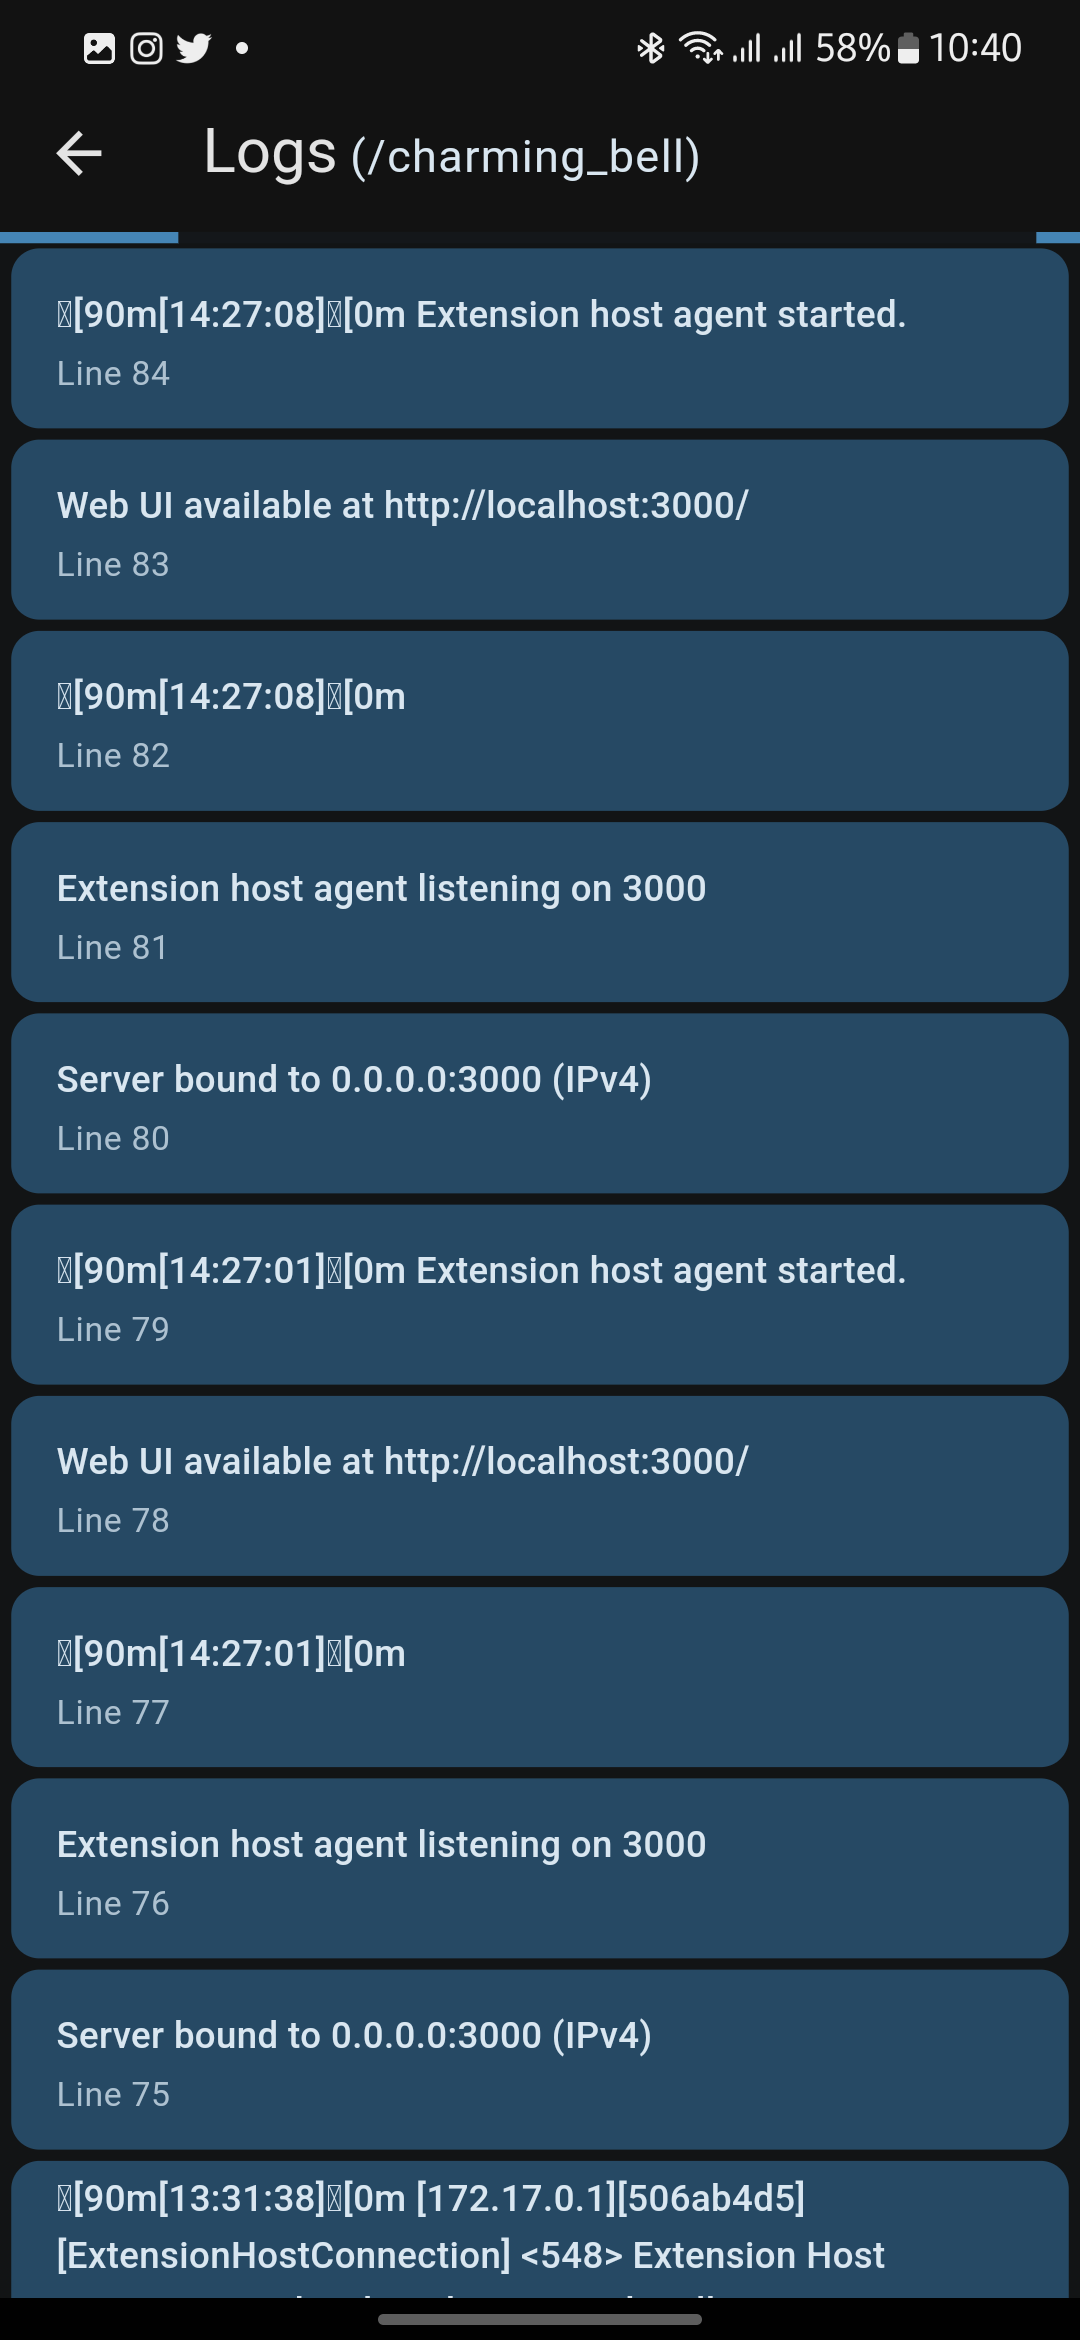 58% 10:40
Logs (/charming_bell)
[90m[14:27:08][0m Extension host agent started.
Line 84
Web UI available at http://localhost:3000/
Line 83
[90m[14:27:08][0m
Line 82
Extension host agent listening on 3000
Line 81
Server bound to 0.0.0.0:3000 (IPv4)
Line 80
[90m[14:27:01][0m Extension host agent started.
Line 79
Web UI available at http://localhost:3000/
Line 78
[90m[14:27:01][0m
Line 77
Extension host agent listening on 3000
Line 76
Server bound to 0.0.0.0:3000 (IPv4)
Line 75
[90m[13:31:38][0m [172.17.0.1][506ab4d5]
[ExtensionHostConnection] <548> Extension Host